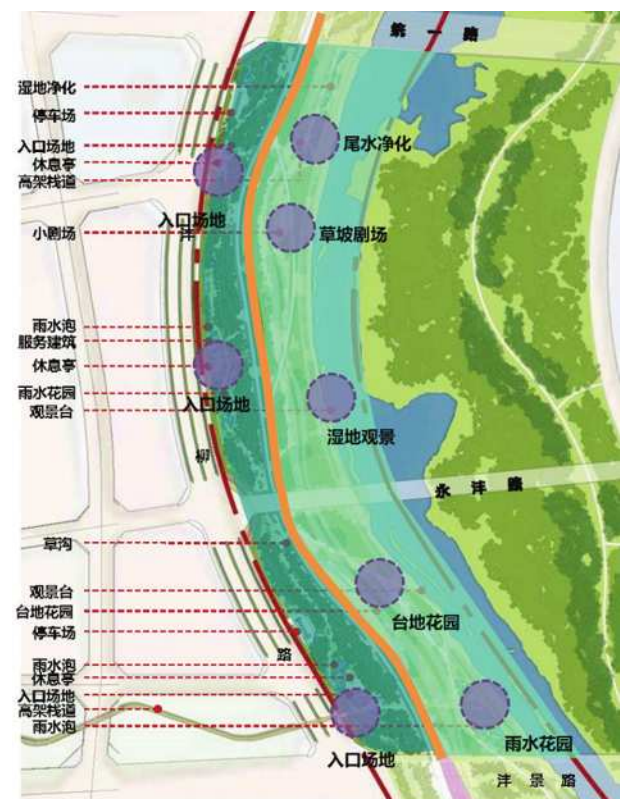 筑一路
湿地净化
停车场
入口场地
休息亭
高架栈道
尾水净化
入口场地
沣
小剧场
草坡剧场
雨水泡
服务建筑
休息亭
雨水花园
观景台
入口场地
湿地观景
柳
永沣路
草沟
观景台
台地花园
停车场
台地花园
路
雨水泡
休息亭
入口场地
高架栈道
雨水泡
雨水花园
入口场地
沣景路